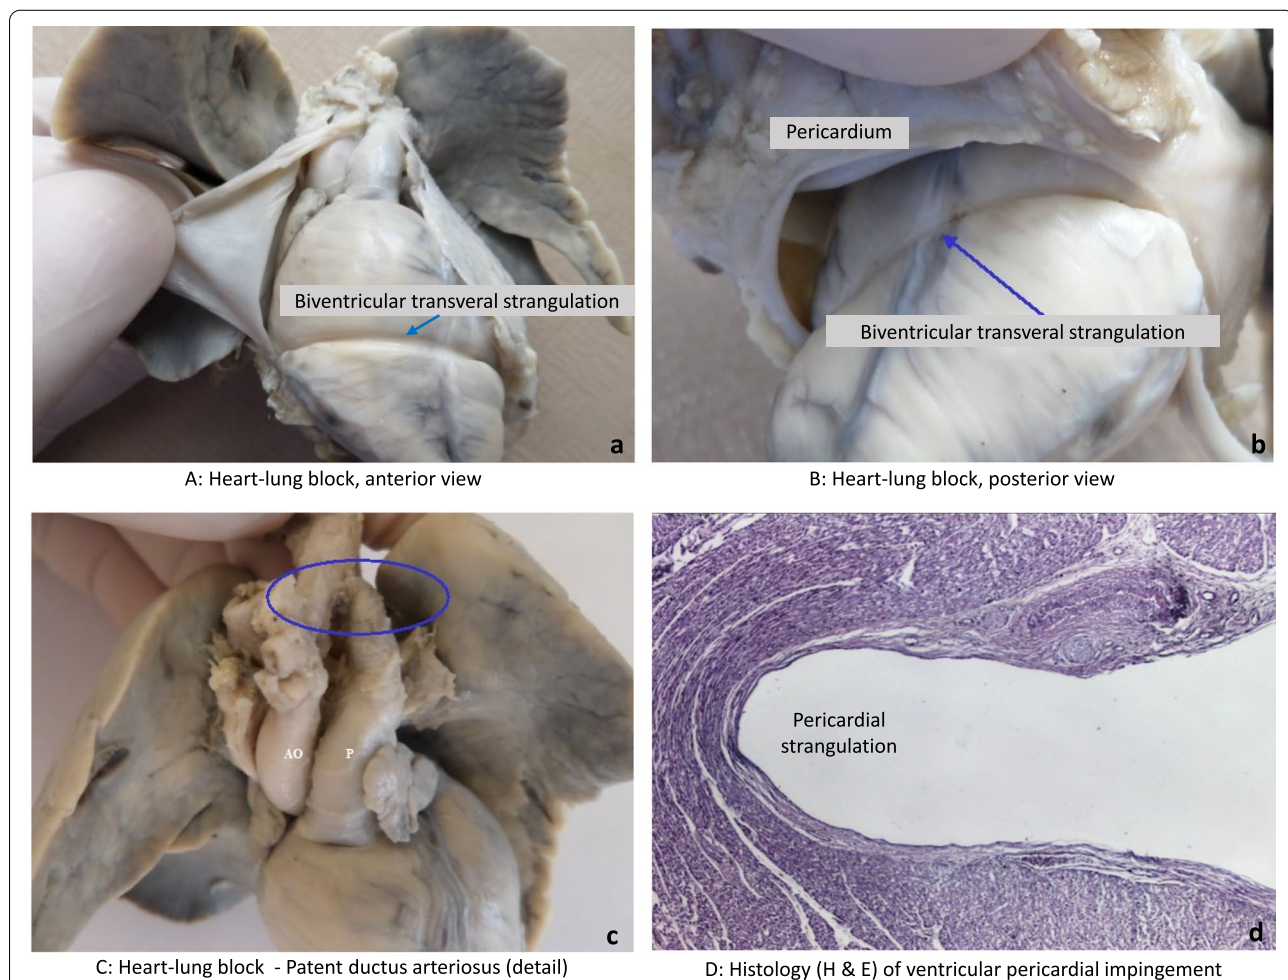 Biventricular transveral strangulation
a
A: Heart-lung block, anterior view
Pericardium
Biventricular transveral strangulation
b
B: Heart-lung block, posterior view
AO
P
c
C: Heart-lung block - Patent ductus arteriosus (detail)
Pericardial
strangulation
d
D: Histology (H & E) of ventricular pericardial impingement